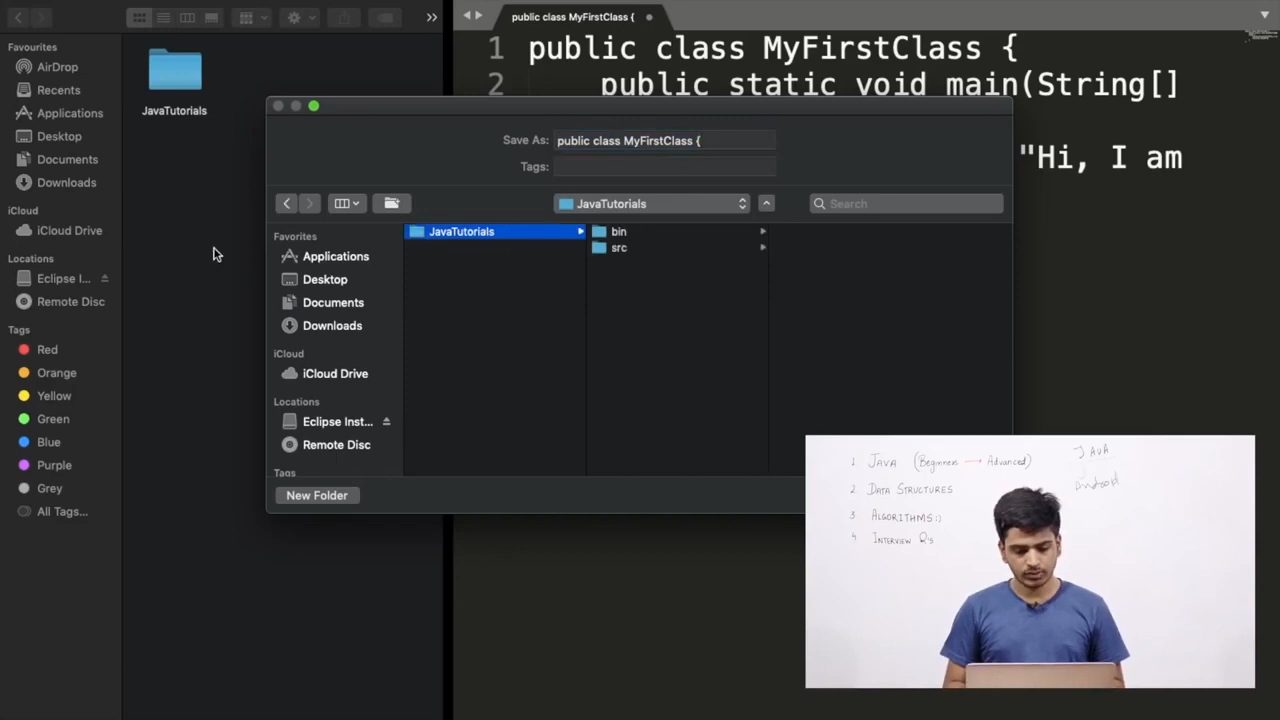 Favourites
AirDrop
Recents
Applications
Desktop
Documents
Downloads
iCloud
iCloud Drive
Locations
Eclipse I...
Remote Disc
Tags
Red
Orange
Yellow
Green
Blue
Purple
Grey
All Tags...
JavaTutorials
public class MyFirstClass {
1 public class MyFirstClass {
2 public static void main(String[]
"Hi, I am
Save As: public class MyFirstClass {
Tags:
JavaTutorials
Search
Favorites
Applications
Desktop
Documents
Downloads
iCloud
iCloud Drive
Locations
Eclipse Inst...
Remote Disc
Tags
JavaTutorials
bin
src
New Folder
1 JAVA (Beginners → Advanced)
2 DATA STRUCTURES
3 ALGORITHMS :)
4 INTERVIEW Q's
JAVA
Android